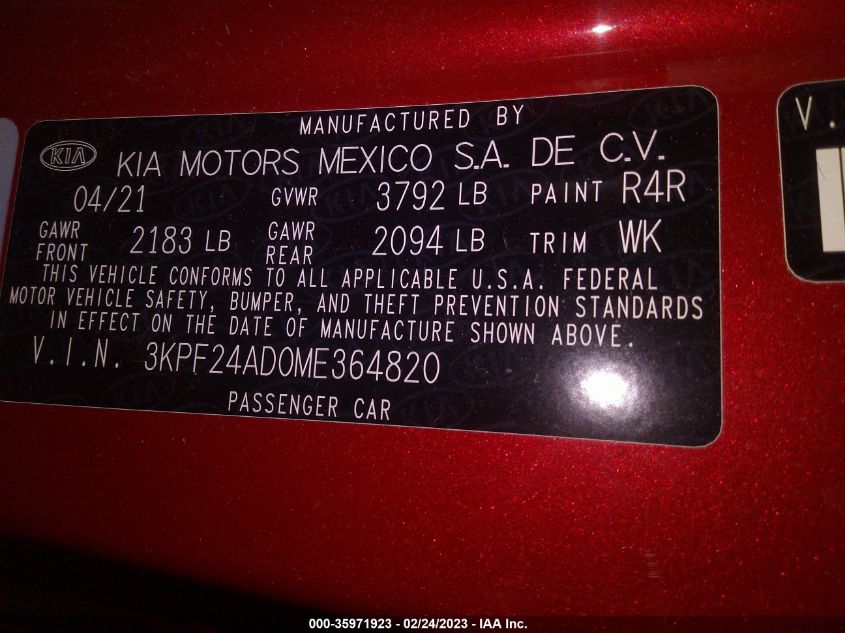 MANUFACTURED BY
KIA KIA MOTORS MEXICO S.A. DE C.V.
04/21 GVWR 3792 LB PAINT R4R
GAWR FRONT 2183 LB GAWR REAR 2094 LB TRIM WK
THIS VEHICLE CONFORMS TO ALL APPLICABLE U.S.A. FEDERAL
MOTOR VEHICLE SAFETY, BUMPER, AND THEFT PREVENTION STANDARDS
IN EFFECT ON THE DATE OF MANUFACTURE SHOWN ABOVE.
V.I.N. 3KPF24AD0ME364820
PASSENGER CAR
V.
000-35971923 - 02/24/2023 - IAA Inc.